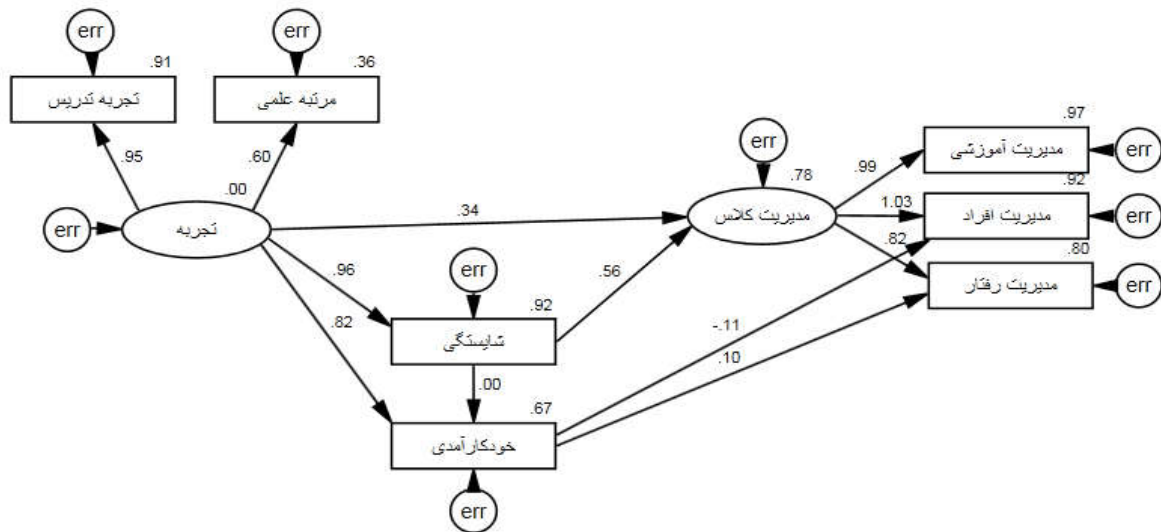 err
err
.91
.36
تجربه تدریس
مرتبه علمی
.95
.60
.00
err
تجربه
.34
err
.78
مدیریت کلاس
.97
مدیریت آموزشی
err
.99
.92
1.03
مدیریت افراد
err
.82
.80
مدیریت رفتار
err
.96
.82
err
.92
شایستگی
.56
.00
-.11
.10
.67
خودکارآمدی
err